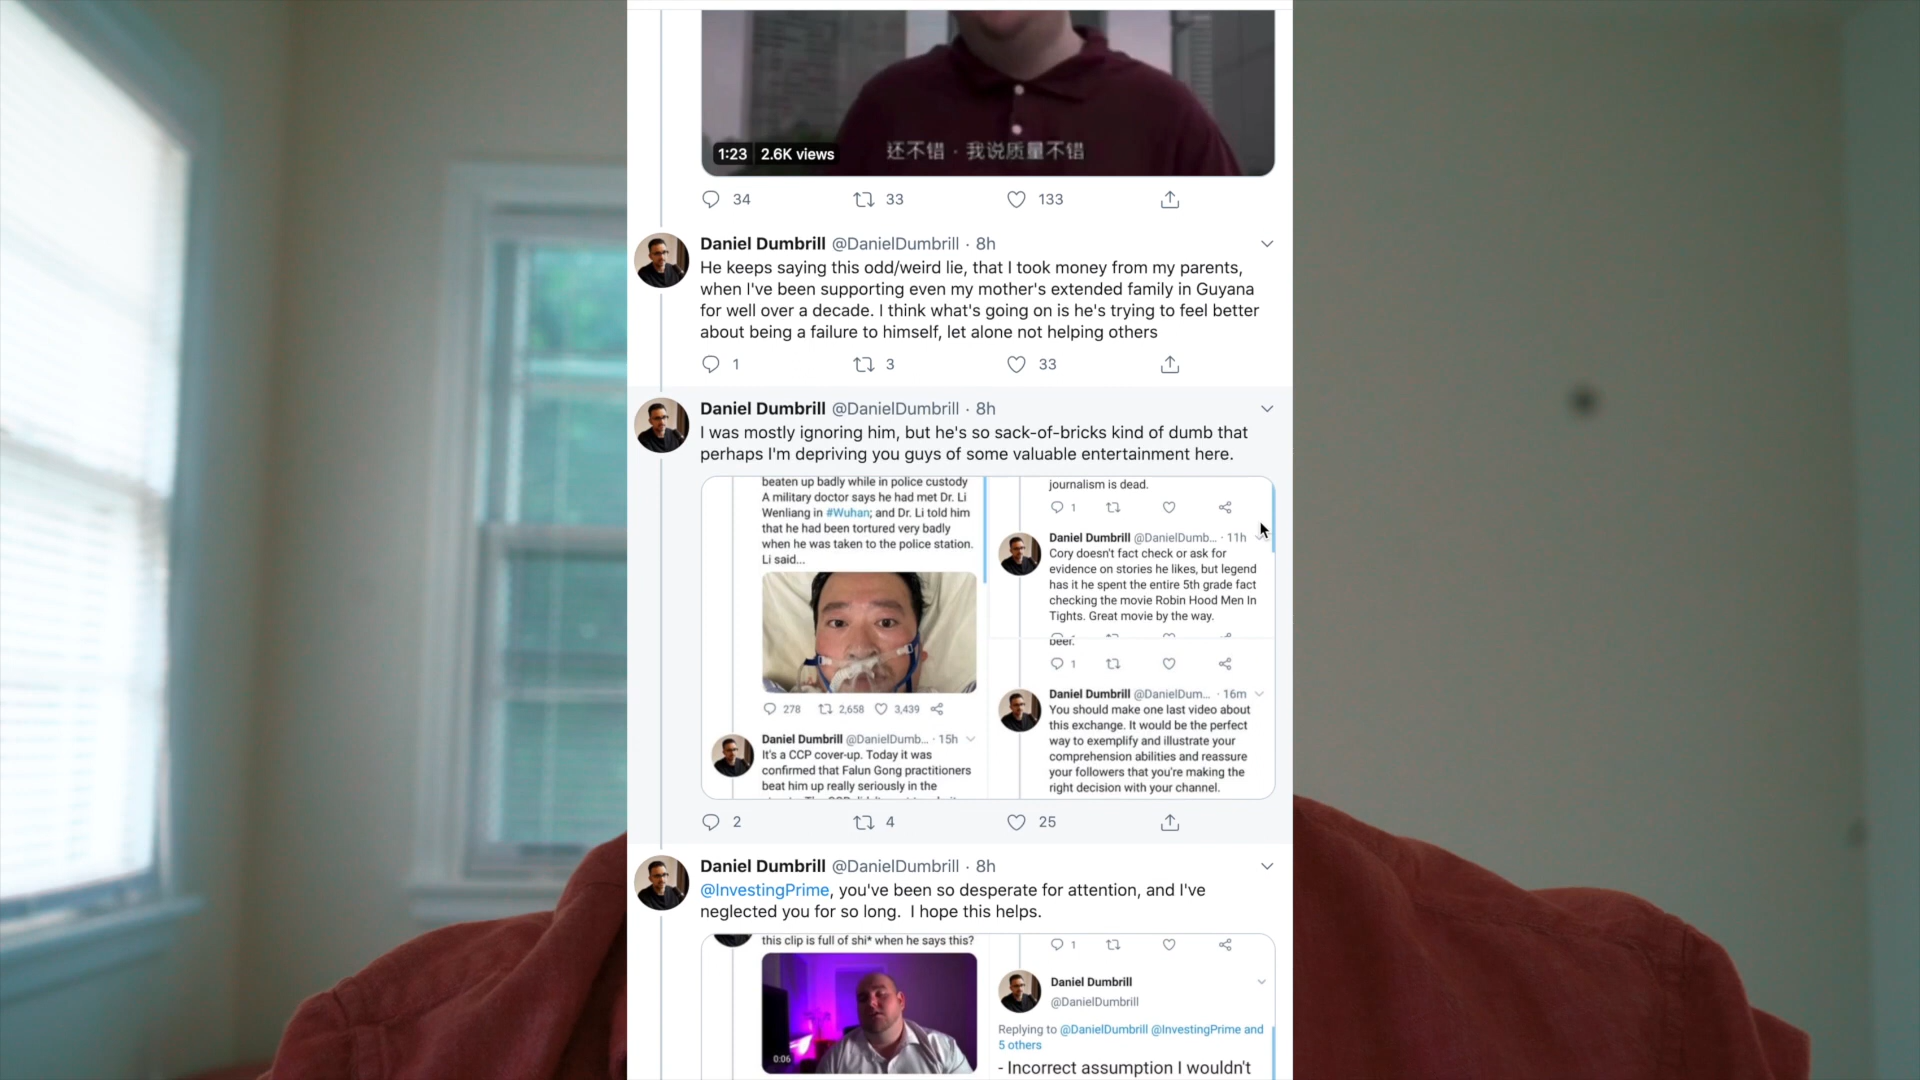 1:23 2.6K views
还不错 · 我说质量不错
34 33 133
Daniel Dumbrill @DanielDumbrill · 8h
He keeps saying this odd/weird lie, that I took money from my parents,
when I've been supporting even my mother's extended family in Guyana
for well over a decade. I think what's going on is he's trying to feel better
about being a failure to himself, let alone not helping others
1 3 33
Daniel Dumbrill @DanielDumbrill · 8h
I was mostly ignoring him, but he's so sack-of-bricks kind of dumb that
perhaps I'm depriving you guys of some valuable entertainment here.
beaten up badly while in police custody
A military doctor says he had met Dr. Li
Wenliang in #Wuhan; and Dr. Li told him
that he had been tortured very badly
when he was taken to the police station.
Li said...
278 2,658 3,439
Daniel Dumbrill @DanielDumb... · 15h
It's a CCP cover-up. Today it was
confirmed that Falun Gong practitioners
beat him up really seriously in the
journalism is dead.
1
Daniel Dumbrill @DanielDumb... · 11h
Cory doesn't fact check or ask for
evidence on stories he likes, but legend
has it he spent the entire 5th grade fact
checking the movie Robin Hood Men In
Tights. Great movie by the way.
beer.
1
Daniel Dumbrill @DanielDum... · 16m
You should make one last video about
this exchange. It would be the perfect
way to exemplify and illustrate your
comprehension abilities and reassure
your followers that you're making the
right decision with your channel.
2 4 25
Daniel Dumbrill @DanielDumbrill · 8h
@InvestingPrime, you've been so desperate for attention, and I've
neglected you for so long. I hope this helps.
this clip is full of shi* when he says this?
0:06
1
Daniel Dumbrill
@DanielDumbrill
Replying to @DanielDumbrill @InvestingPrime and
5 others
- Incorrect assumption I wouldn't